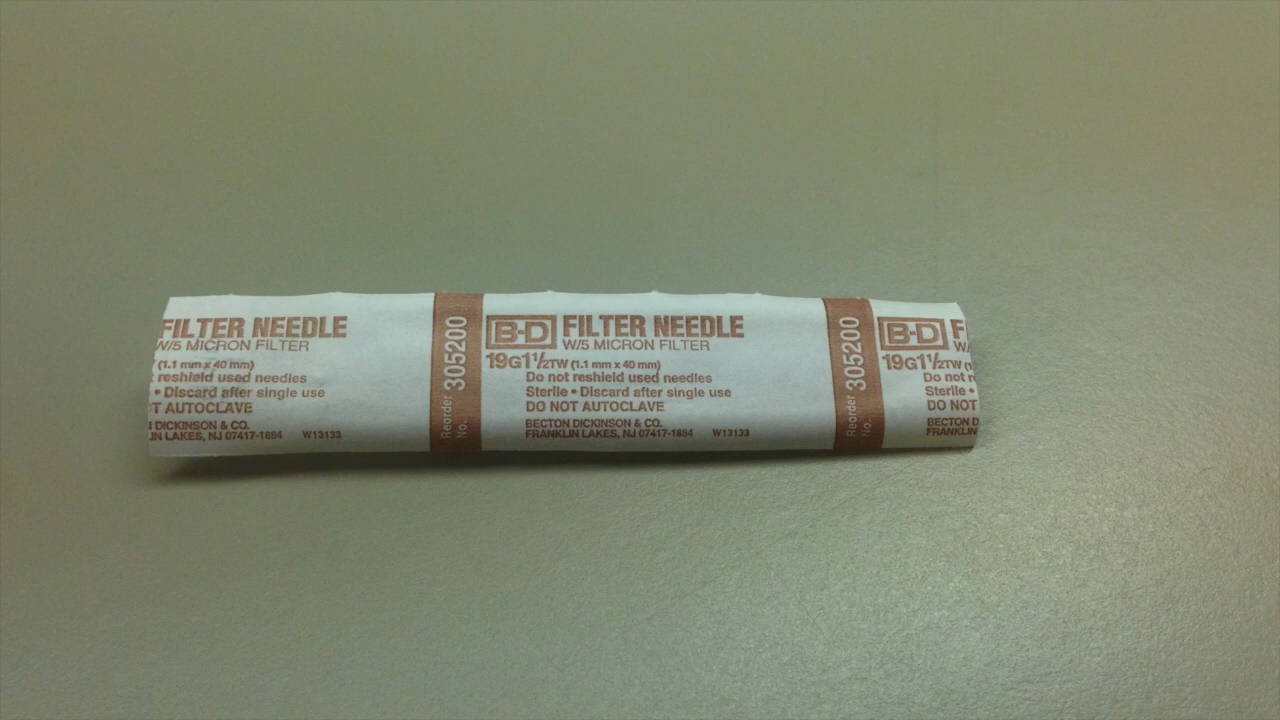 FILTER NEEDLE
W/5 MICRON FILTER
(1.1 mm x 40 mm)
reshield used needles
• Discard after single use
T AUTOCLAVE
DICKINSON & CO.
IN LAKES, NJ 07417-1884 W13133
Reorder No. 305200
B-D FILTER NEEDLE
W/5 MICRON FILTER
19G1½TW (1.1 mm x 40 mm)
Do not reshield used needles
Sterile • Discard after single use
DO NOT AUTOCLAVE
BECTON DICKINSON & CO.
FRANKLIN LAKES, NJ 07417-1884 W13133
Reorder No. 305200
B-D F
W/
19G1½TW (1
Do not r
Sterile •
DO NOT
BECTON D
FRANKLIN